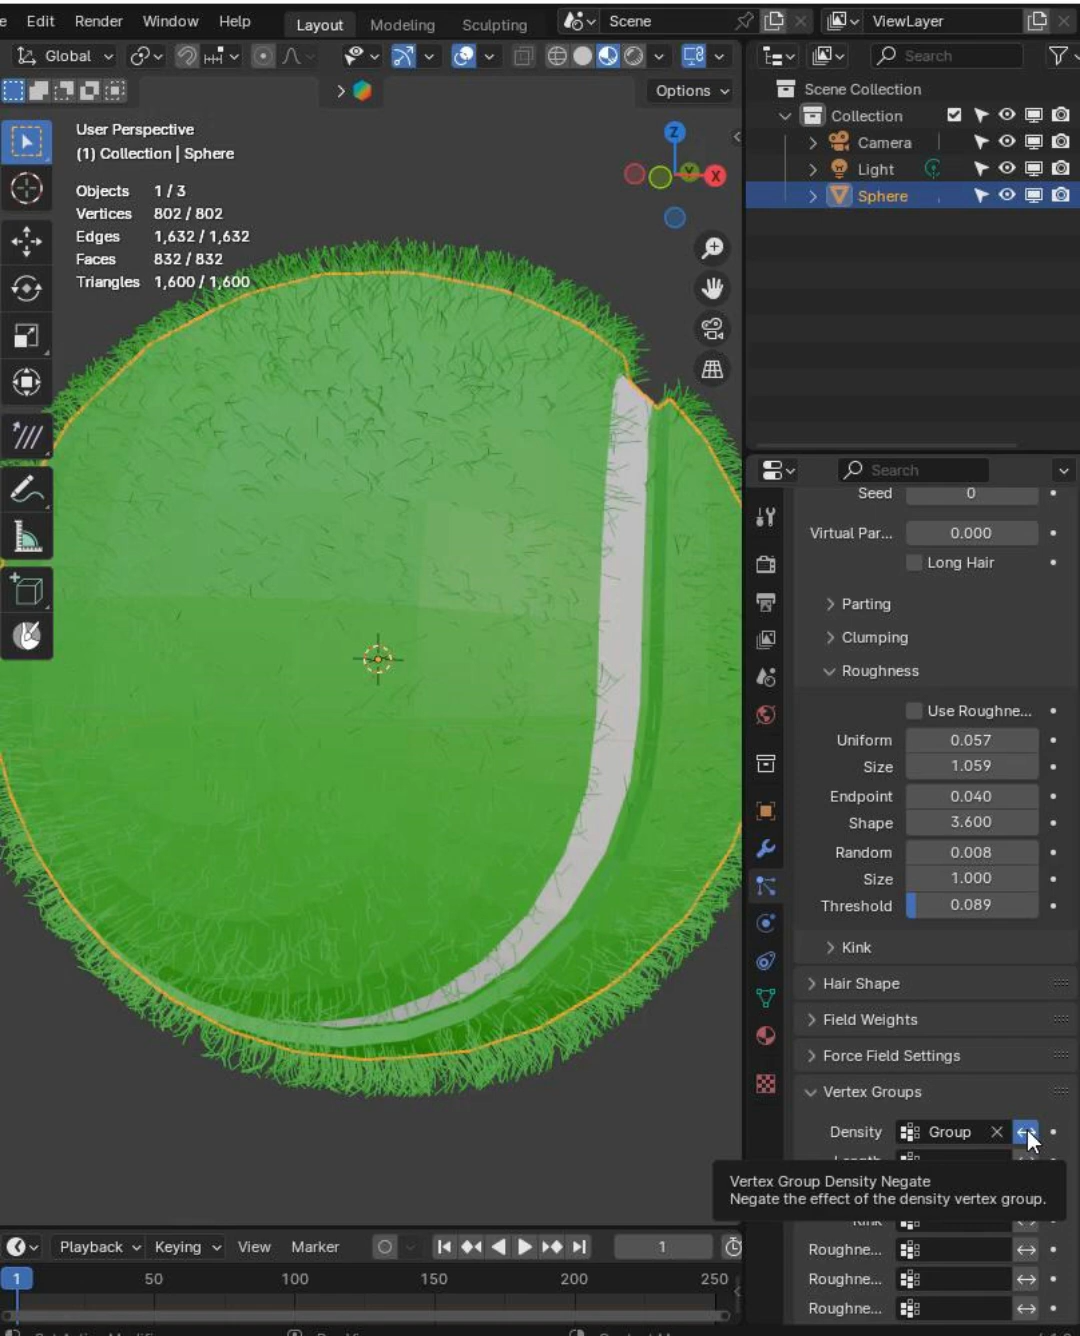 e Edit Render Window Help Layout Modeling Sculpting Scene ViewLayer
Global Search
Options
User Perspective
(1) Collection | Sphere
Objects 1 / 3
Vertices 802 / 802
Edges 1,632 / 1,632
Faces 832 / 832
Triangles 1,600 / 1,600
Z
Y
X
Scene Collection
Collection
Camera
Light
Sphere
Search
Seed 0
Virtual Par... 0.000
Long Hair
Parting
Clumping
Roughness
Use Roughne...
Uniform 0.057
Size 1.059
Endpoint 0.040
Shape 3.600
Random 0.008
Size 1.000
Threshold 0.089
Kink
Hair Shape
Field Weights
Force Field Settings
Vertex Groups
Density Group
Length
Vertex Group Density Negate
Negate the effect of the density vertex group.
Kink
Roughne...
Roughne...
Roughne...
Playback Keying View Marker 1
1 50 100 150 200 250